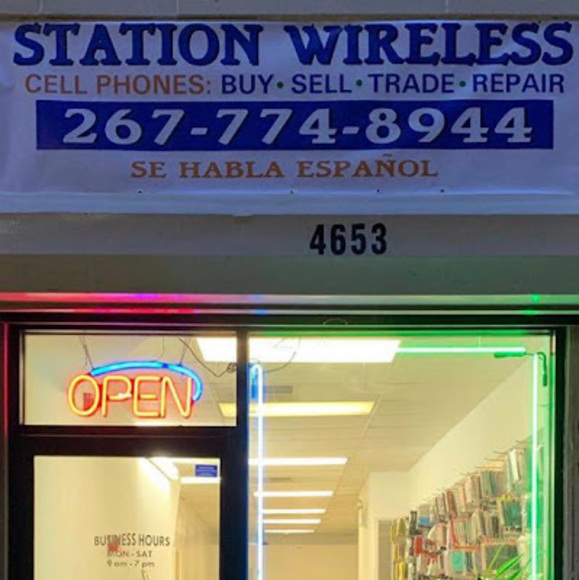 STATION WIRELESS
CELL PHONES: BUY • SELL • TRADE • REPAIR
267-774-8944
SE HABLA ESPAÑOL
4653
OPEN
BUSINESS HOURS
MON - SAT
9 am - 7 pm